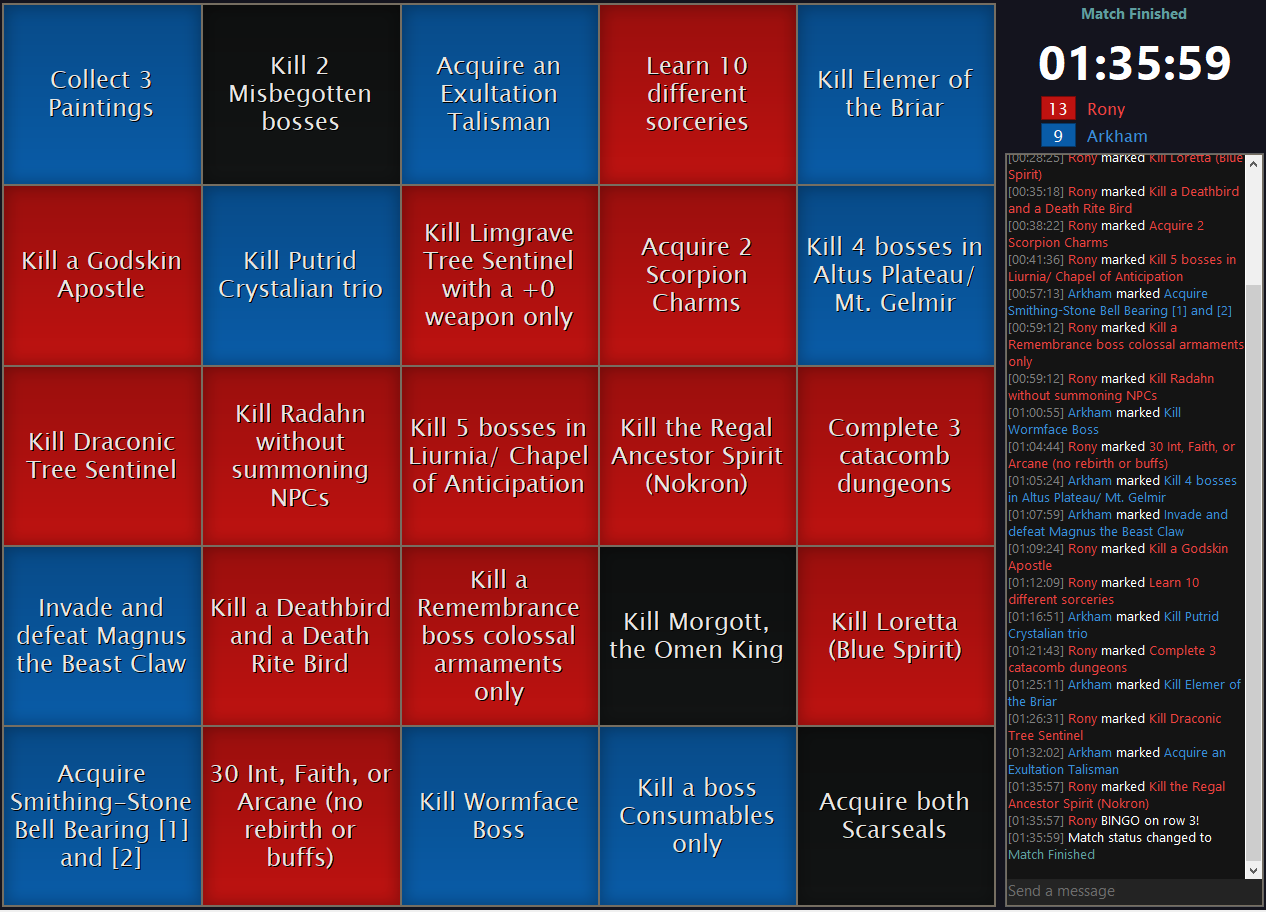 Collect 3
Paintings
Kill 2
Misbegotten
bosses
Acquire an
Exultation
Talisman
Learn 10
different
sorceries
Kill Elemer of
the Briar
Kill a Godskin
Apostle
Kill Putrid
Crystalian trio
Kill Limgrave
Tree Sentinel
with a +0
weapon only
Acquire 2
Scorpion
Charms
Kill 4 bosses in
Altus Plateau/
Mt. Gelmir
Kill Draconic
Tree Sentinel
Kill Radahn
without
summoning
NPCs
Kill 5 bosses in
Liurnia/ Chapel
of Anticipation
Kill the Regal
Ancestor Spirit
(Nokron)
Complete 3
catacomb
dungeons
Invade and
defeat Magnus
the Beast Claw
Kill a Deathbird
and a Death
Rite Bird
Kill a
Remembrance
boss colossal
armaments
only
Kill Morgott,
the Omen King
Kill Loretta
(Blue Spirit)
Acquire
Smithing-Stone
Bell Bearing [1]
and [2]
30 Int, Faith, or
Arcane (no
rebirth or
buffs)
Kill Wormface
Boss
Kill a boss
Consumables
only
Acquire both
Scarseals
Match Finished
01:35:59
13 Rony
9 Arkham
[00:28:25] Rony marked Kill Loretta (Blue
Spirit)
[00:35:18] Rony marked Kill a Deathbird
and a Death Rite Bird
[00:38:22] Rony marked Acquire 2
Scorpion Charms
[00:41:36] Rony marked Kill 5 bosses in
Liurnia/ Chapel of Anticipation
[00:57:13] Arkham marked Acquire
Smithing-Stone Bell Bearing [1] and [2]
[00:59:12] Rony marked Kill a
Remembrance boss colossal armaments
only
[00:59:12] Rony marked Kill Radahn
without summoning NPCs
[01:00:55] Arkham marked Kill
Wormface Boss
[01:04:44] Rony marked 30 Int, Faith, or
Arcane (no rebirth or buffs)
[01:05:24] Arkham marked Kill 4 bosses
in Altus Plateau/ Mt. Gelmir
[01:07:59] Arkham marked Invade and
defeat Magnus the Beast Claw
[01:09:24] Rony marked Kill a Godskin
Apostle
[01:12:09] Rony marked Learn 10
different sorceries
[01:16:51] Arkham marked Kill Putrid
Crystalian trio
[01:21:43] Rony marked Complete 3
catacomb dungeons
[01:25:11] Arkham marked Kill Elemer of
the Briar
[01:26:31] Rony marked Kill Draconic
Tree Sentinel
[01:32:02] Arkham marked Acquire an
Exultation Talisman
[01:35:57] Rony marked Kill the Regal
Ancestor Spirit (Nokron)
[01:35:57] Rony BINGO on row 3!
[01:35:59] Match status changed to
Match Finished
Send a message